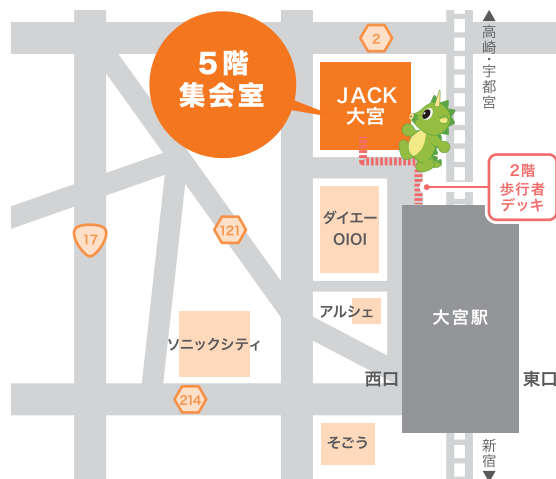 2
高崎・宇都宮
5階
集会室
JACK
大宮
2階
歩行者
デッキ
ダイエー
OIOI
17
121
アルシェ
大宮駅
ソニックシティ
西口
東口
214
そごう
新宿